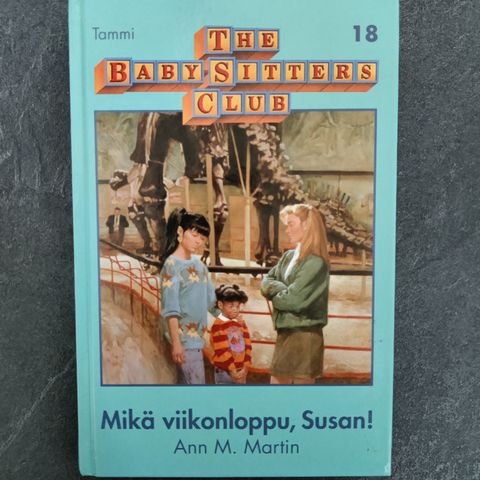 Tammi
18
THE
BABY-SITTERS
CLUB
Mikä viikonloppu, Susan!
Ann M. Martin